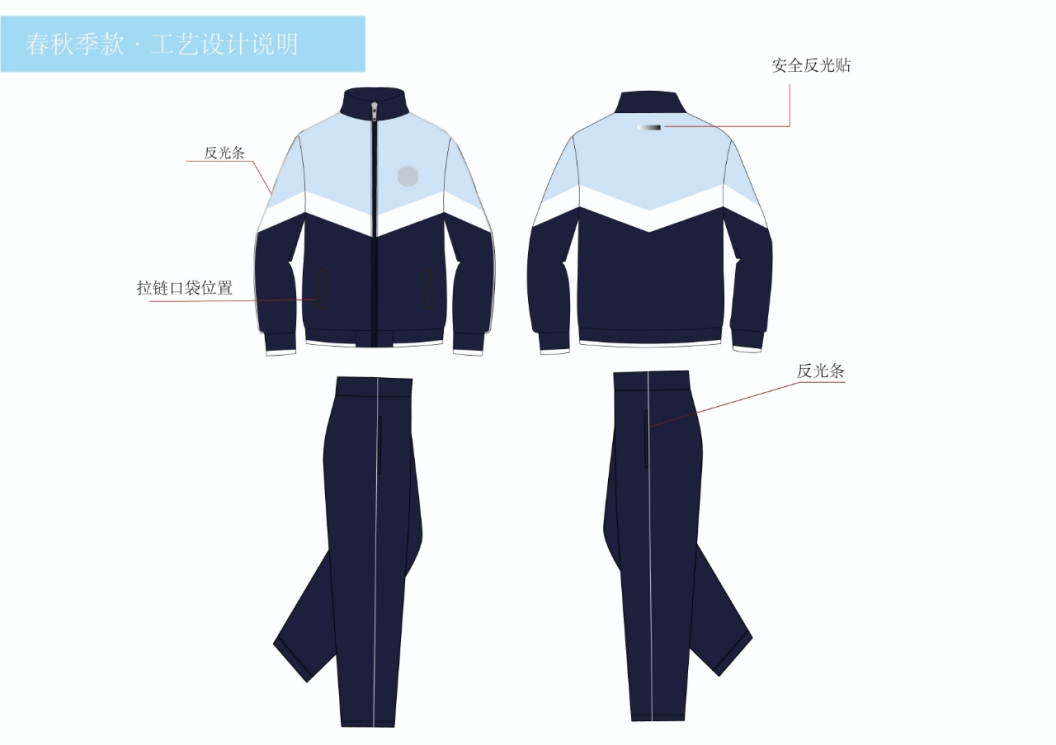 春秋季款·工艺设计说明
安全反光贴
反光条
拉链口袋位置
反光条